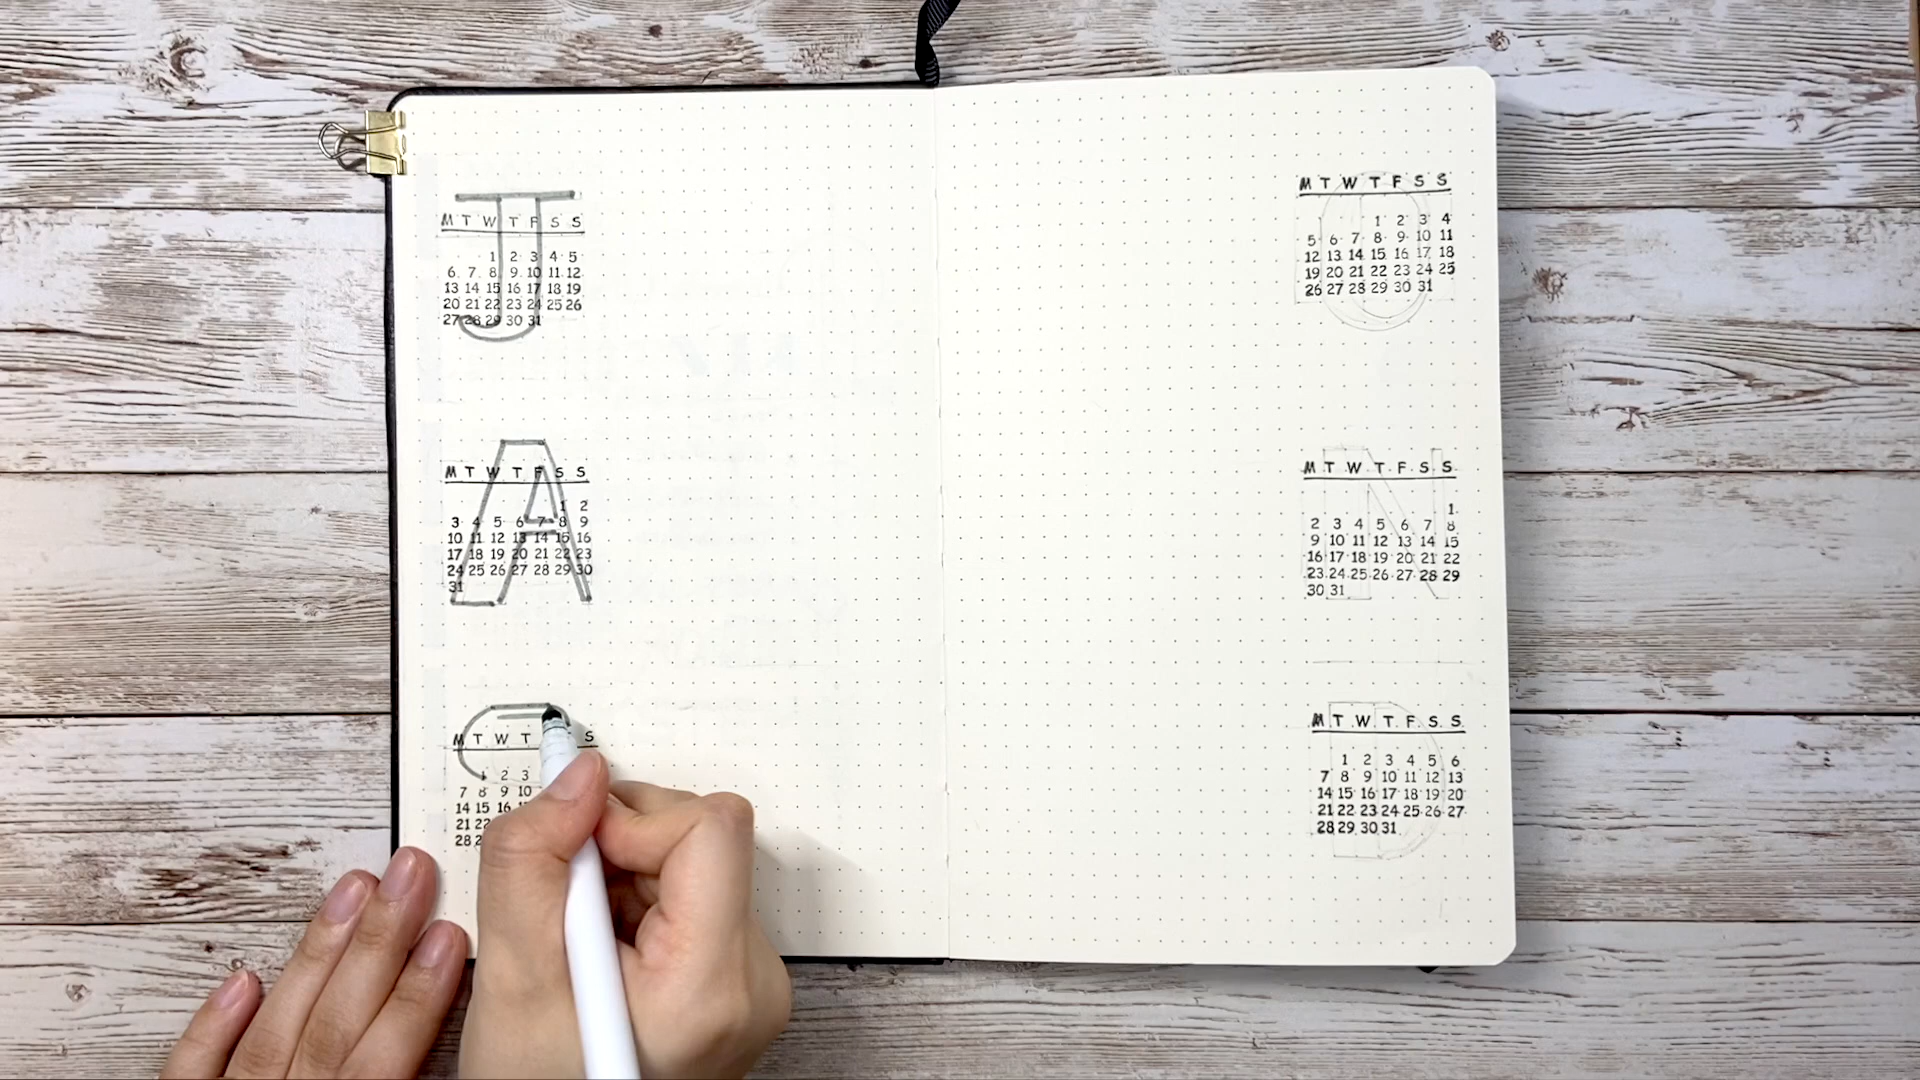 J
M T W T F S S
1 2 3 4 5
6 7 8 9 10 11 12
13 14 15 16 17 18 19
20 21 22 23 24 25 26
27 28 29 30 31
A
M T W T F S S
1 2
3 4 5 6 7 8 9
10 11 12 13 14 15 16
17 18 19 20 21 22 23
24 25 26 27 28 29 30
31
M T W T S
1 2 3
7 8 9 10
14 15 16
21 22
28
O
M T W T F S S
1 2 3 4
5 6 7 8 9 10 11
12 13 14 15 16 17 18
19 20 21 22 23 24 25
26 27 28 29 30 31
N
M T W T F S S
1
2 3 4 5 6 7 8
9 10 11 12 13 14 15
16 17 18 19 20 21 22
23 24 25 26 27 28 29
30 31
D
M T W T F S S
1 2 3 4 5 6
7 8 9 10 11 12 13
14 15 16 17 18 19 20
21 22 23 24 25 26 27
28 29 30 31